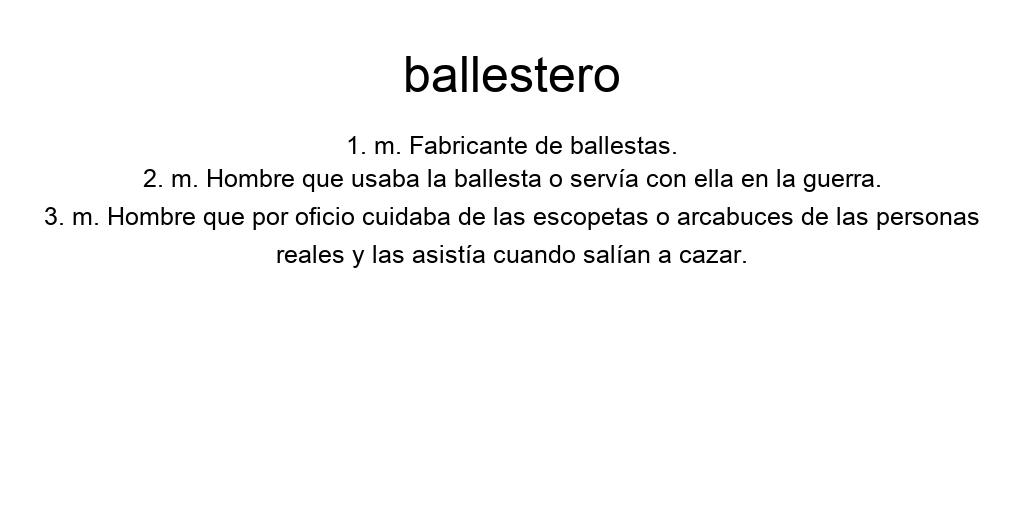 ballestero
1. m. Fabricante de ballestas.
2. m. Hombre que usaba la ballesta o servía con ella en la guerra.
3. m. Hombre que por oficio cuidaba de las escopetas o arcabuces de las personas
reales y las asistía cuando salían a cazar.